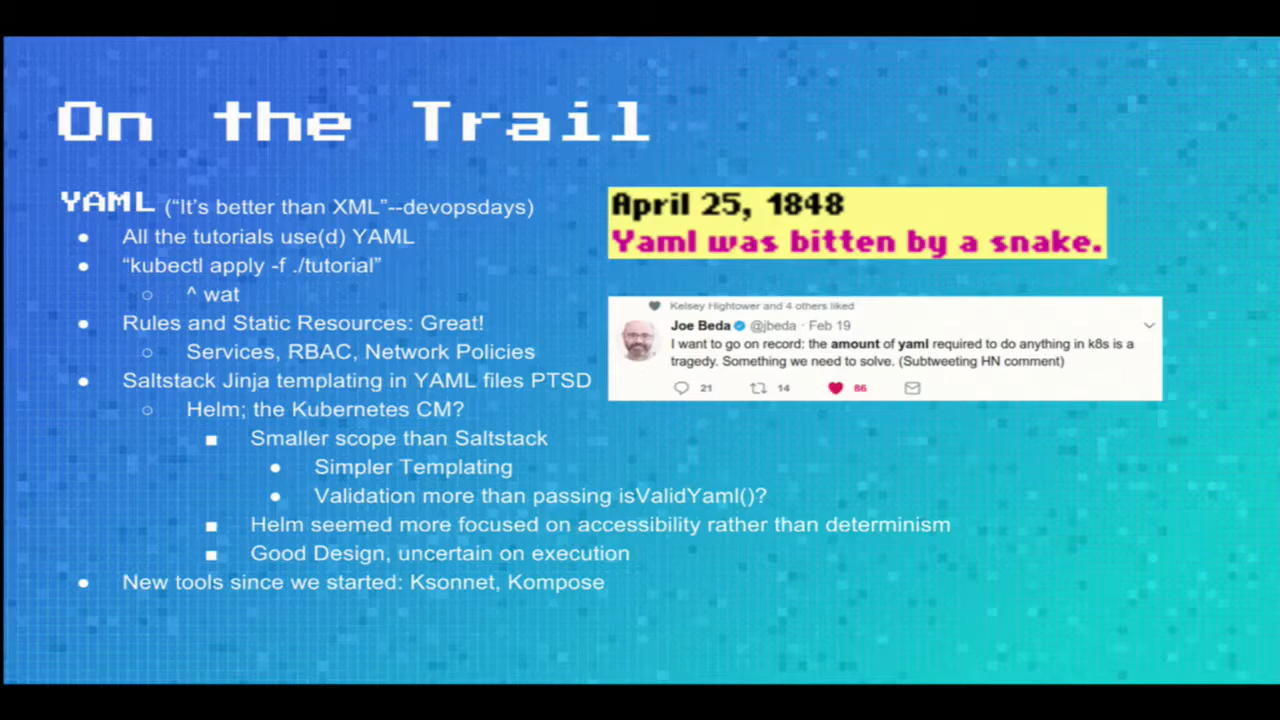 On the Trail
YAML (“It’s better than XML”--devopsdays)
All the tutorials use(d) YAML
“kubectl apply -f ./tutorial”
^ wat
Rules and Static Resources: Great!
Services, RBAC, Network Policies
Saltstack Jinja templating in YAML files PTSD
Helm; the Kubernetes CM?
Smaller scope than Saltstack
Simpler Templating
Validation more than passing isValidYaml()?
Helm seemed more focused on accessibility rather than determinism
Good Design, uncertain on execution
New tools since we started: Ksonnet, Kompose
April 25, 1848
Yaml was bitten by a snake.
Kelsey Hightower and 4 others liked
Joe Beda @jbeda · Feb 19
I want to go on record: the amount of yaml required to do anything in k8s is a
tragedy. Something we need to solve. (Subtweeting HN comment)
21 14 86